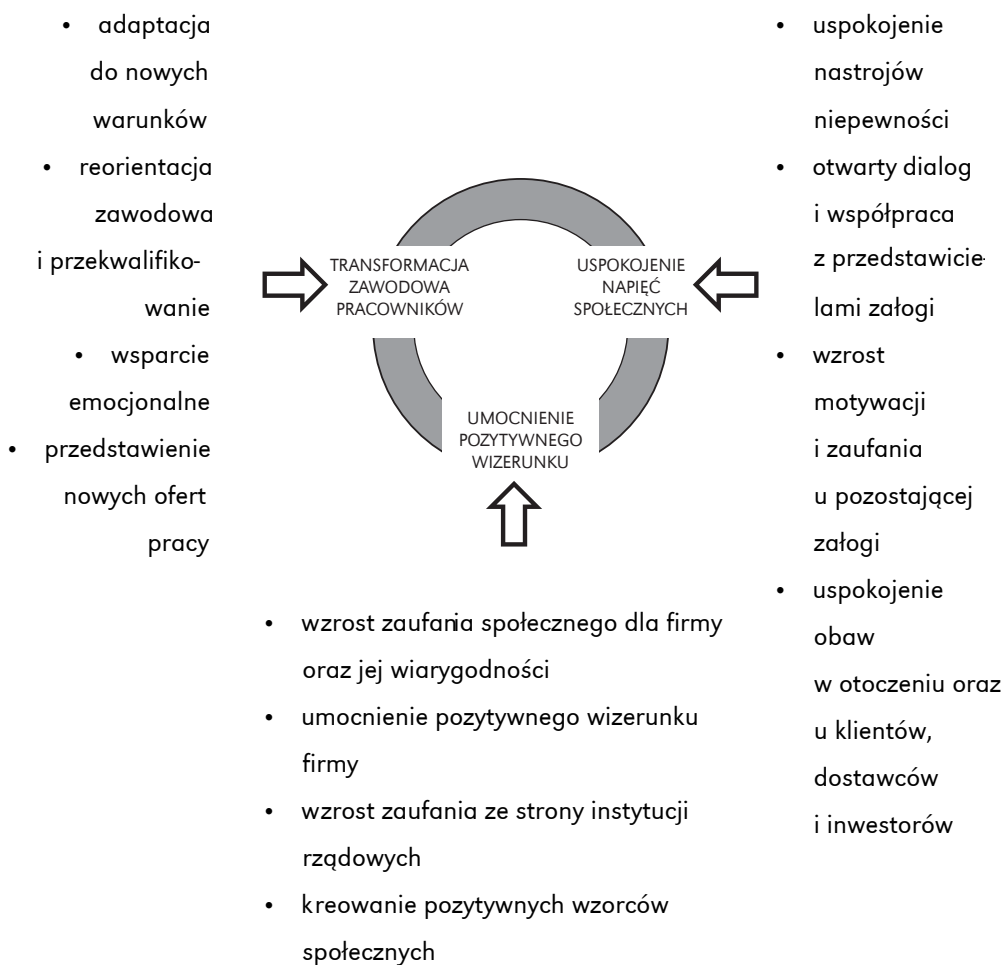 • adaptacja
do nowych
warunków
• reorientacja
zawodowa
i przekwalifiko-
wanie
• wsparcie
emocjonalne
• przedstawienie
nowych ofert
pracy
TRANSFORMACJA
ZAWODOWA
PRACOWNIKÓW
USPOKOJENIE
NAPIĘĆ
SPOŁECZNYCH
UMOCNIENIE
POZYTYWNEGO
WIZERUNKU
• uspokojenie
nastrojów
niepewności
• otwarty dialog
i współpraca
z przedstawicie-
lami załogi
• wzrost
motywacji
i zaufania
u pozostającej
załogi
• uspokojenie
obaw
w otoczeniu oraz
u klientów,
dostawców
i inwestorów
• wzrost zaufania społecznego dla firmy
oraz jej wiarygodności
• umocnienie pozytywnego wizerunku
firmy
• wzrost zaufania ze strony instytucji
rządowych
• kreowanie pozytywnych wzorców
społecznych